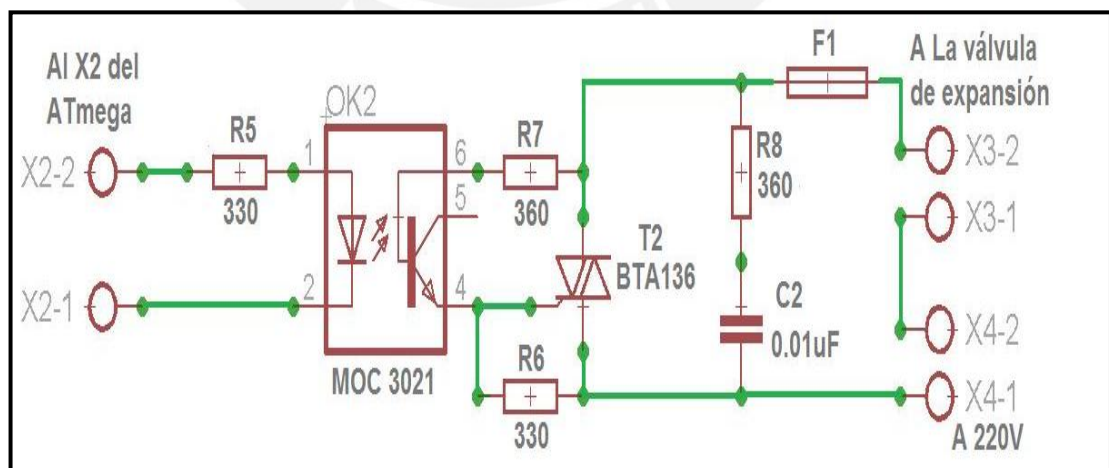 Al X2 del
ATmega
X2-2
X2-1
R5
330
OK2
1
2
6
5
4
MOC 3021
R7
360
R6
330
T2
BTA136
R8
360
C2
0.01uF
F1
A La válvula
de expansión
X3-2
X3-1
X4-2
X4-1
A 220V